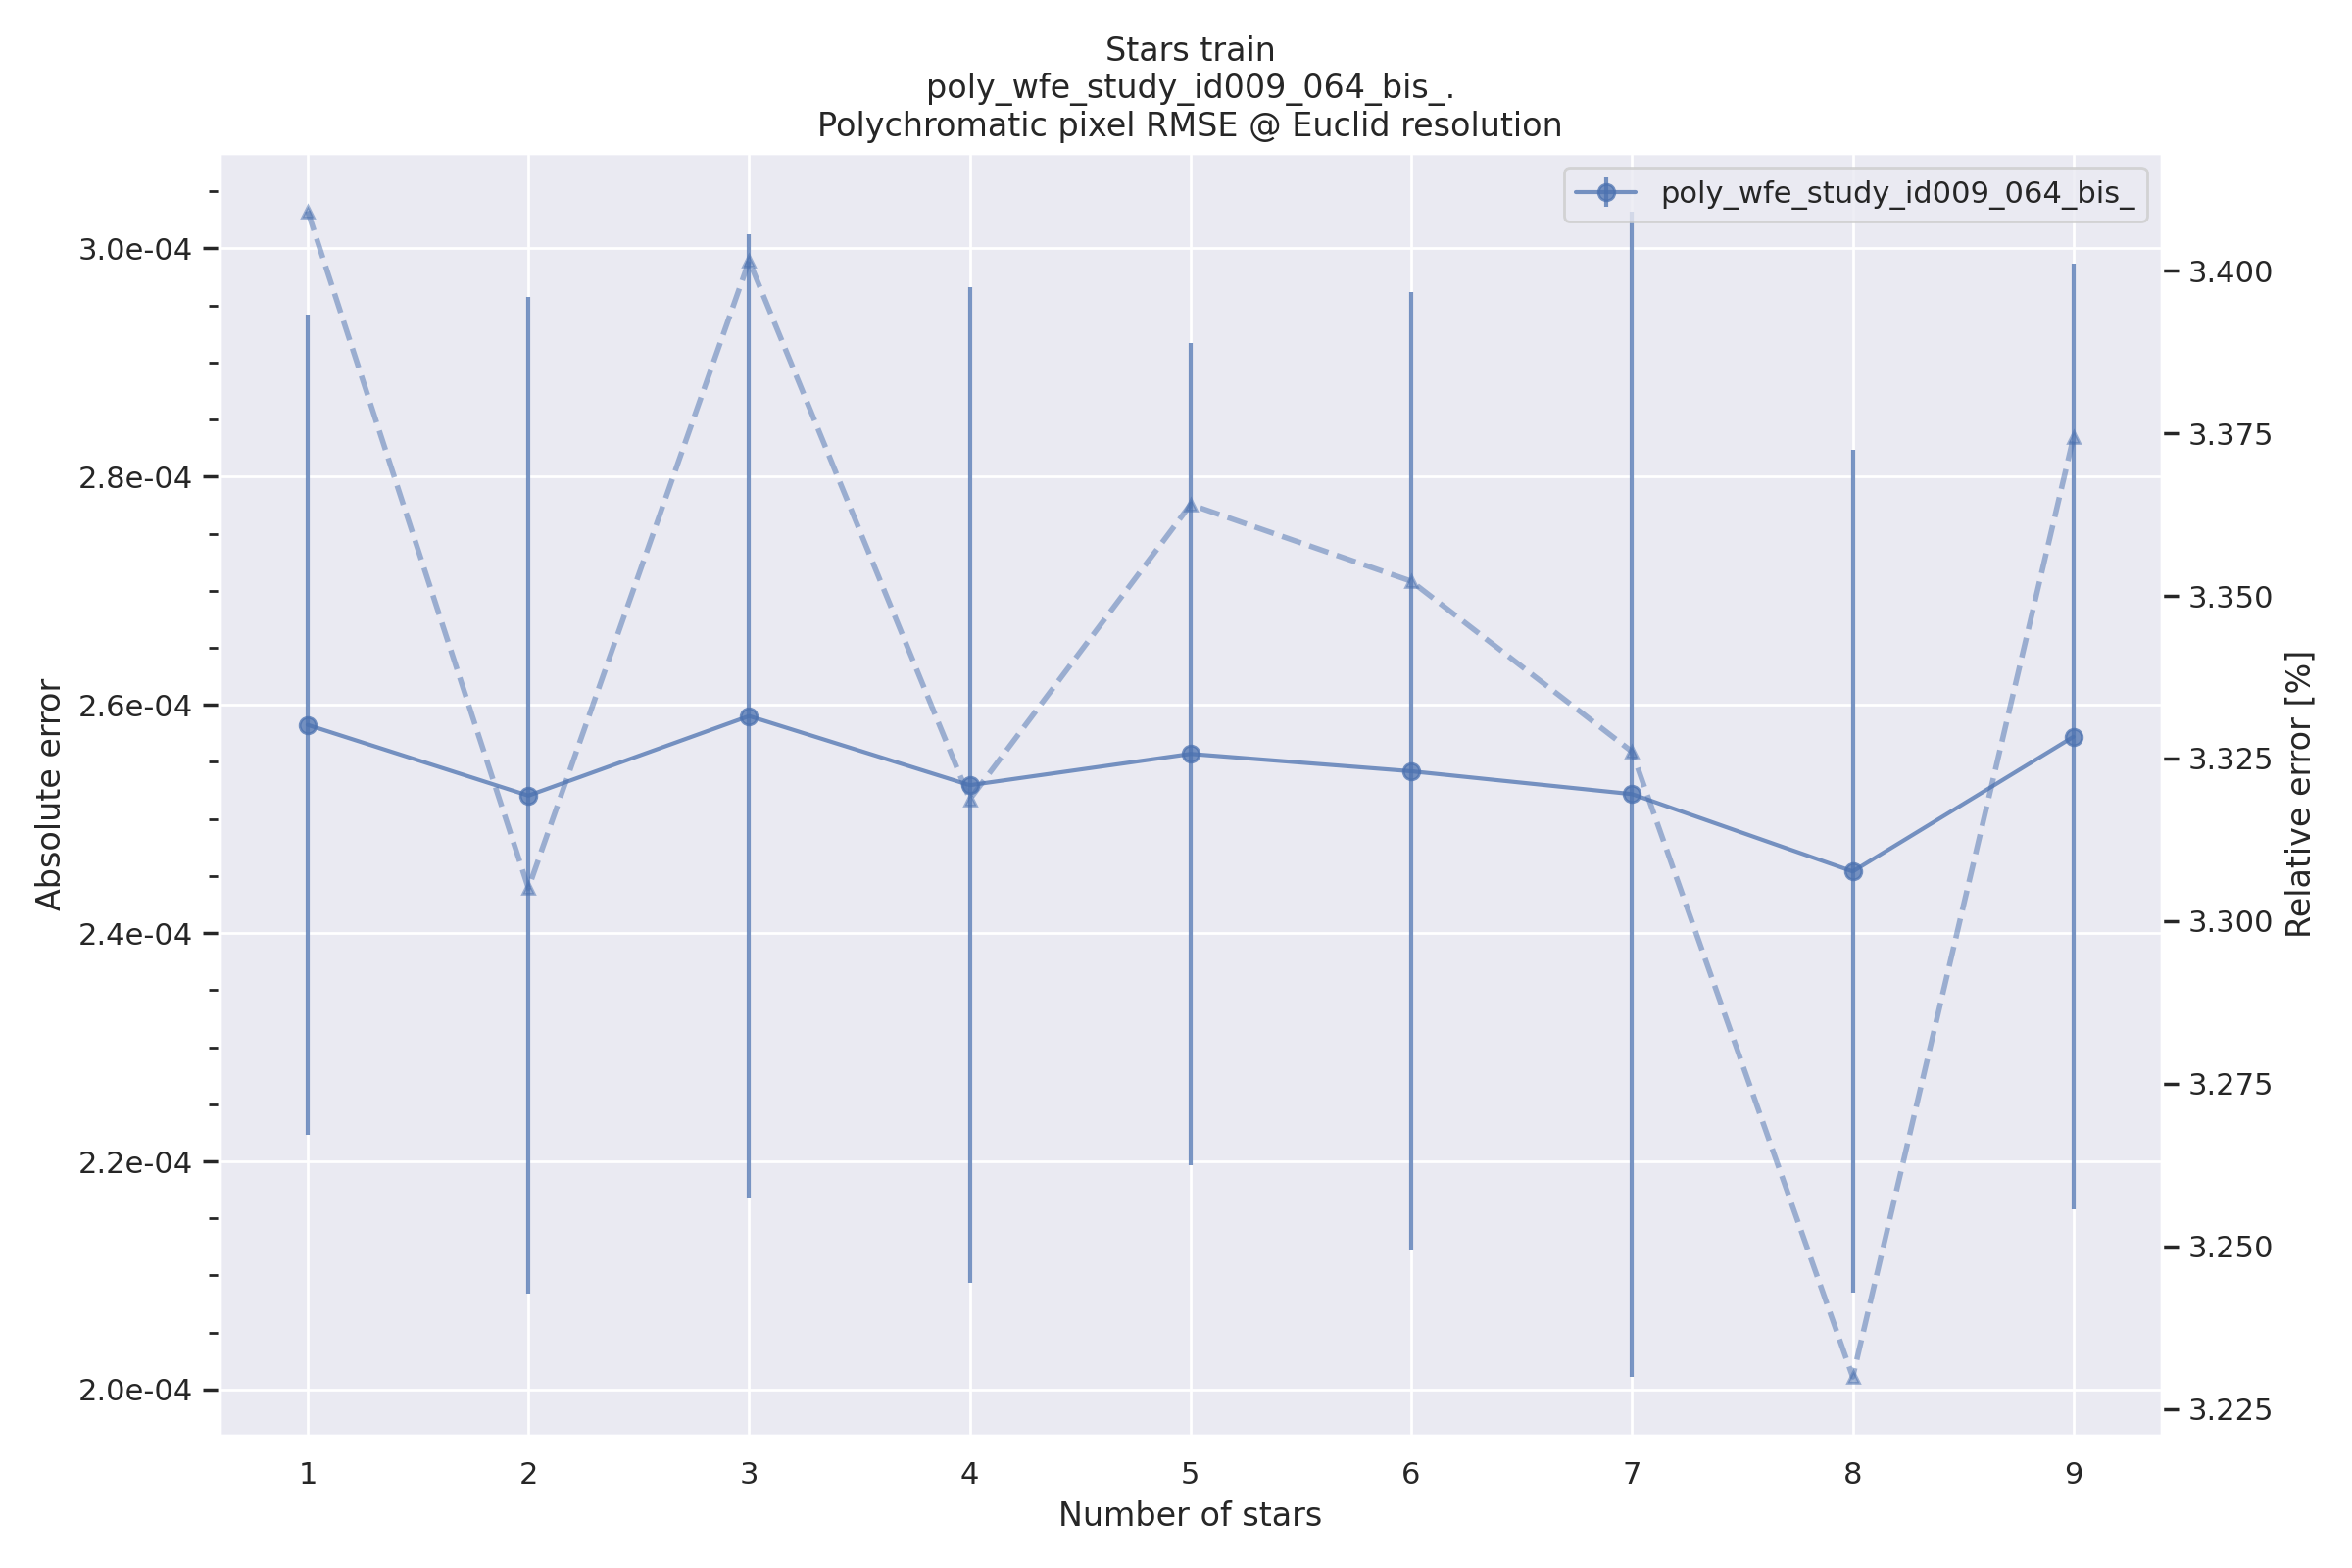 Stars train
poly_wfe_study_id009_064_bis_.
Polychromatic pixel RMSE @ Euclid resolution
poly_wfe_study_id009_064_bis_
3.0e-04
2.8e-04
2.6e-04
2.4e-04
2.2e-04
2.0e-04
Absolute error
3.400
3.375
3.350
3.325
3.300
3.275
3.250
3.225
Relative error [%]
1 2 3 4 5 6 7 8 9
Number of stars